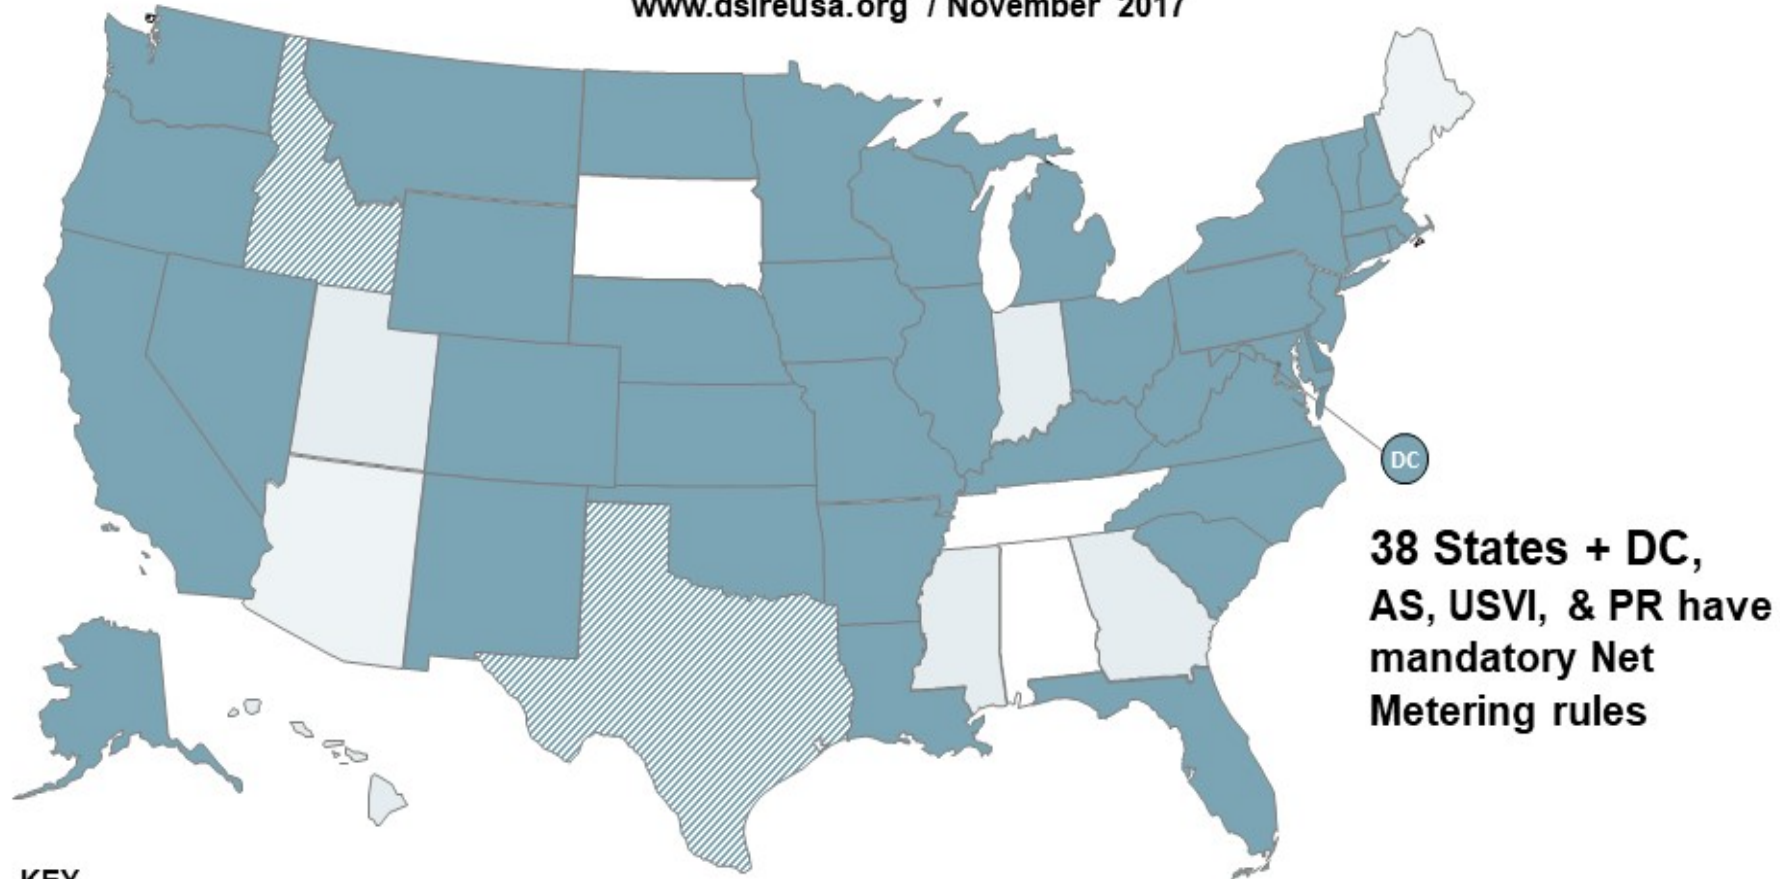 www.dsireusa.org / November 2017
DC
38 States + DC,
AS, USVI, & PR have
mandatory Net
Metering rules
KEY